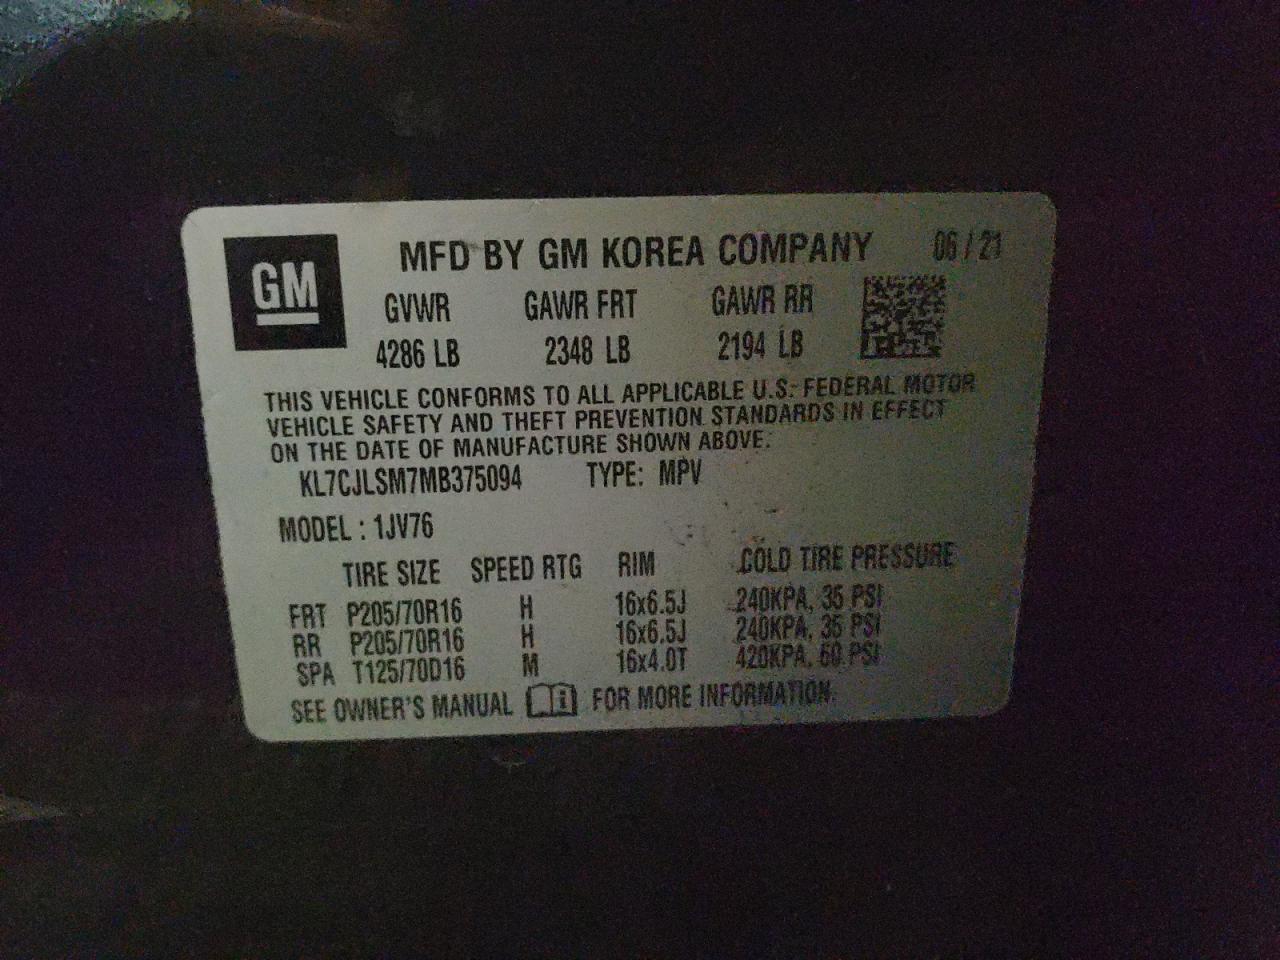 GM
MFD BY GM KOREA COMPANY 06 / 21
GVWR GAWR FRT GAWR RR
4286 LB 2348 LB 2194 LB
THIS VEHICLE CONFORMS TO ALL APPLICABLE U.S. FEDERAL MOTOR
VEHICLE SAFETY AND THEFT PREVENTION STANDARDS IN EFFECT
ON THE DATE OF MANUFACTURE SHOWN ABOVE.
KL7CJLSM7MB375094 TYPE: MPV
MODEL : 1JV76
TIRE SIZE SPEED RTG RIM COLD TIRE PRESSURE
FRT P205/70R16 H 16x6.5J 240KPA, 35 PSI
RR P205/70R16 H 16x6.5J 240KPA, 35 PSI
SPA T125/70D16 M 16x4.0T 420KPA, 60 PSI
SEE OWNER'S MANUAL FOR MORE INFORMATION.